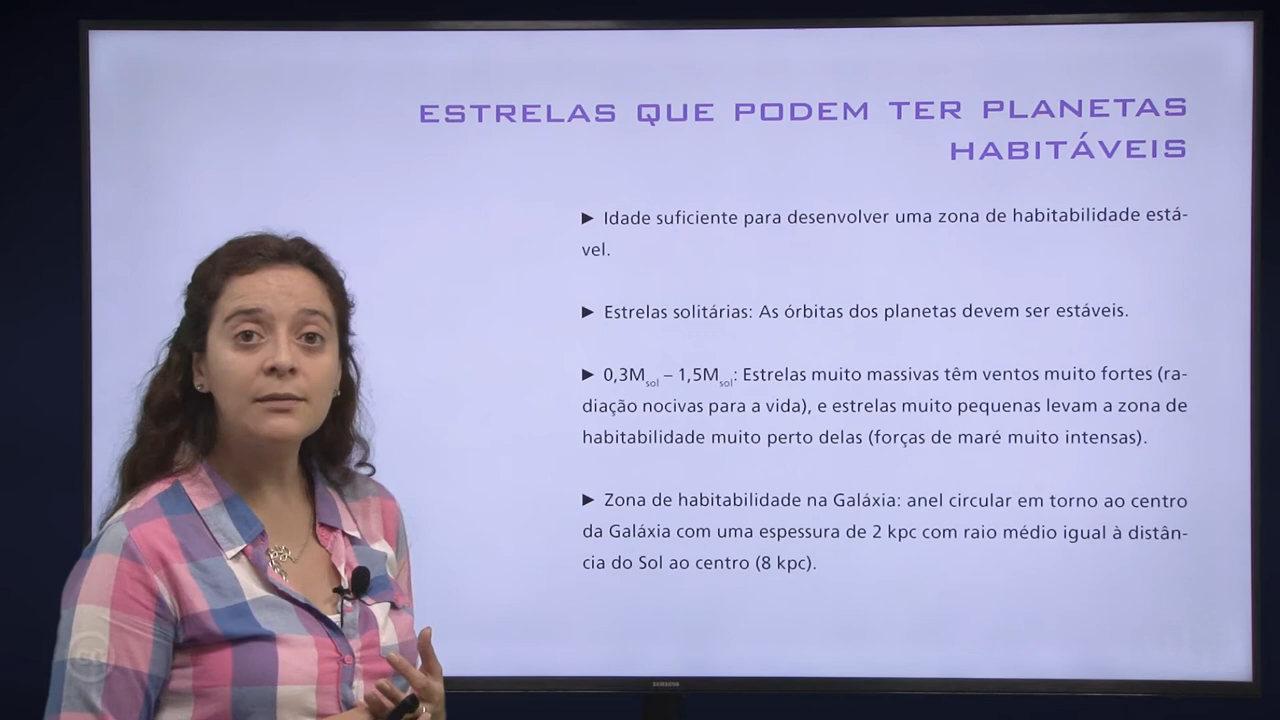 ESTRELAS QUE PODEM TER PLANETAS
HABITÁVEIS
► Idade suficiente para desenvolver uma zona de habitabilidade está-
vel.
► Estrelas solitárias: As órbitas dos planetas devem ser estáveis.
► 0,3Msol – 1,5Msol: Estrelas muito massivas têm ventos muito fortes (ra-
diação nocivas para a vida), e estrelas muito pequenas levam a zona de
habitabilidade muito perto delas (forças de maré muito intensas).
► Zona de habitabilidade na Galáxia: anel circular em torno ao centro
da Galáxia com uma espessura de 2 kpc com raio médio igual à distân-
cia do Sol ao centro (8 kpc).
SAMSUNG